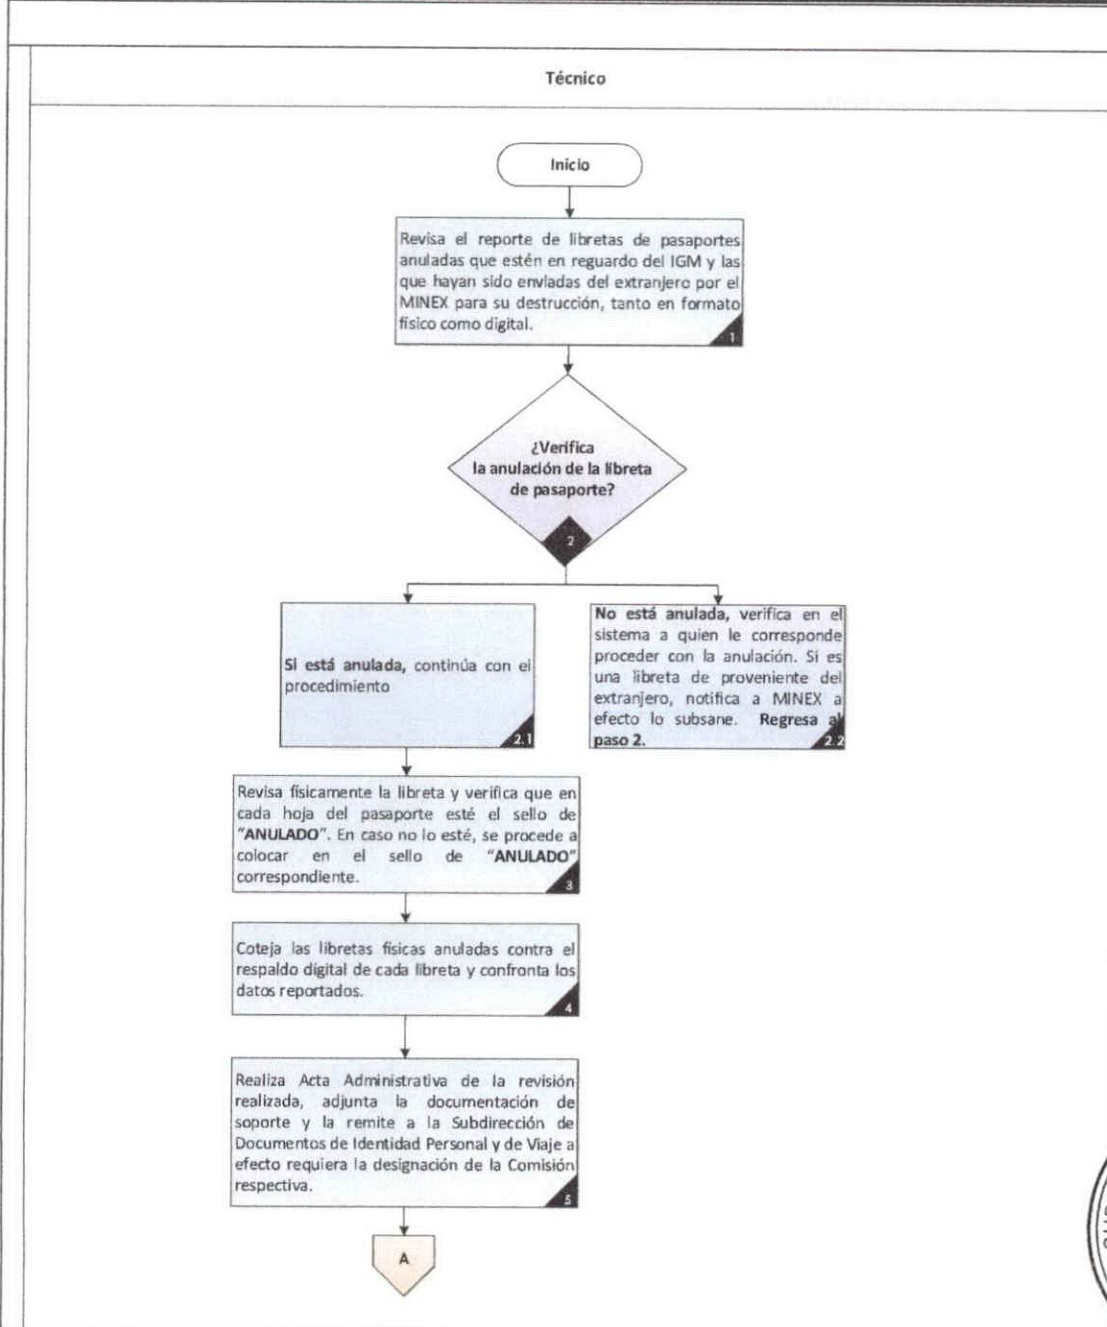 Técnico
Inicio
Revisa el reporte de libretas de pasaportes
anuladas que estén en reguardo del IGM y las
que hayan sido enviadas del extranjero por el
MINEX para su destrucción, tanto en formato
físico como digital.
1
¿Verifica
la anulación de la libreta
de pasaporte?
2
Si está anulada, continúa con el
procedimiento
2.1
No está anulada, verifica en el
sistema a quien le corresponde
proceder con la anulación. Si es
una libreta de proveniente del
extranjero, notifica a MINEX a
efecto lo subsane. Regresa al
paso 2.
2.2
Revisa físicamente la libreta y verifica que en
cada hoja del pasaporte esté el sello de
"ANULADO". En caso no lo esté, se procede a
colocar en el sello de "ANULADO"
correspondiente.
3
Coteja las libretas físicas anuladas contra el
respaldo digital de cada libreta y confronta los
datos reportados.
4
Realiza Acta Administrativa de la revisión
realizada, adjunta la documentación de
soporte y la remite a la Subdirección de
Documentos de Identidad Personal y de Viaje a
efecto requiera la designación de la Comisión
respectiva.
5
A